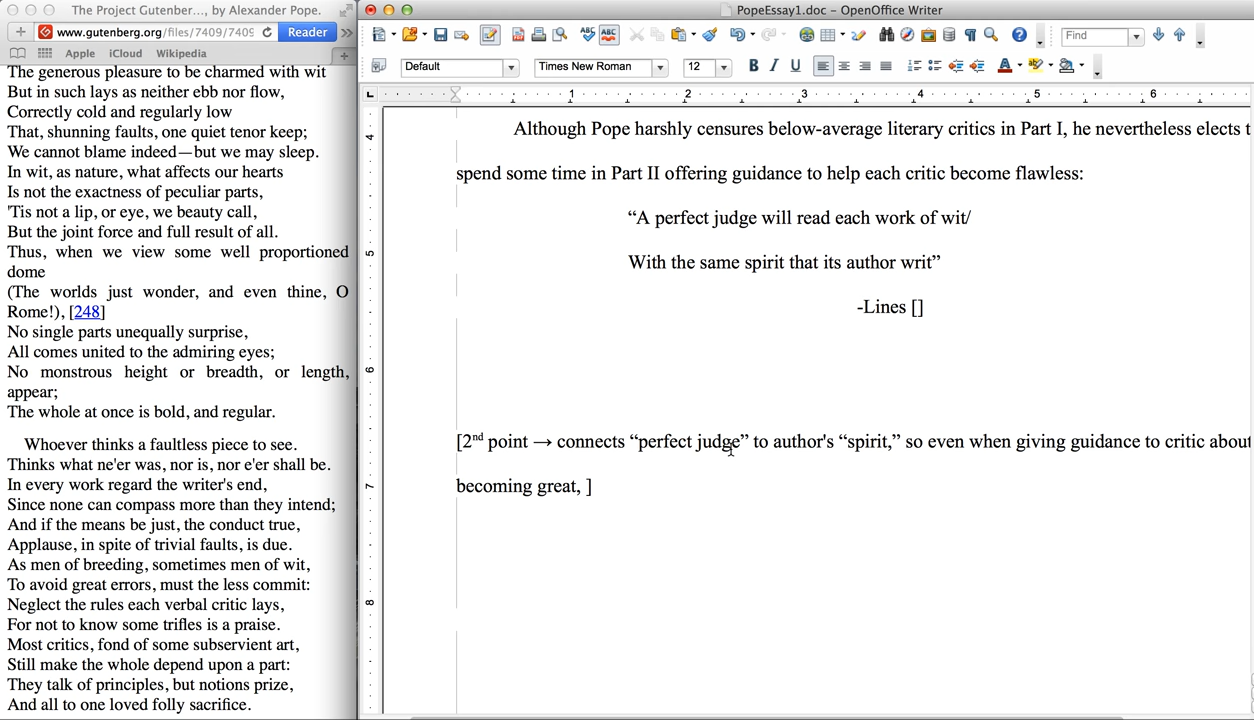 The Project Gutenber..., by Alexander Pope.
www.gutenberg.org/files/7409/7409
Reader
Apple
iCloud
Wikipedia
The generous pleasure to be charmed with wit
But in such lays as neither ebb nor flow,
Correctly cold and regularly low
That, shunning faults, one quiet tenor keep;
We cannot blame indeed—but we may sleep.
In wit, as nature, what affects our hearts
Is not the exactness of peculiar parts,
'Tis not a lip, or eye, we beauty call,
But the joint force and full result of all.
Thus, when we view some well proportioned
dome
(The worlds just wonder, and even thine, O
Rome!), [248]
No single parts unequally surprise,
All comes united to the admiring eyes;
No monstrous height or breadth, or length,
appear;
The whole at once is bold, and regular.
Whoever thinks a faultless piece to see.
Thinks what ne'er was, nor is, nor e'er shall be.
In every work regard the writer's end,
Since none can compass more than they intend;
And if the means be just, the conduct true,
Applause, in spite of trivial faults, is due.
As men of breeding, sometimes men of wit,
To avoid great errors, must the less commit:
Neglect the rules each verbal critic lays,
For not to know some trifles is a praise.
Most critics, fond of some subservient art,
Still make the whole depend upon a part:
They talk of principles, but notions prize,
And all to one loved folly sacrifice.
PopeEssay1.doc - OpenOffice Writer
ABC ABC
Find
Default
Times New Roman
12
B I U
A
1 2 3 4 5 6
4
5
6
7
8
Although Pope harshly censures below-average literary critics in Part I, he nevertheless elects t
spend some time in Part II offering guidance to help each critic become flawless:
“A perfect judge will read each work of wit/
With the same spirit that its author writ”
-Lines []
[2nd point → connects “perfect judge” to author's “spirit,” so even when giving guidance to critic about
becoming great, ]